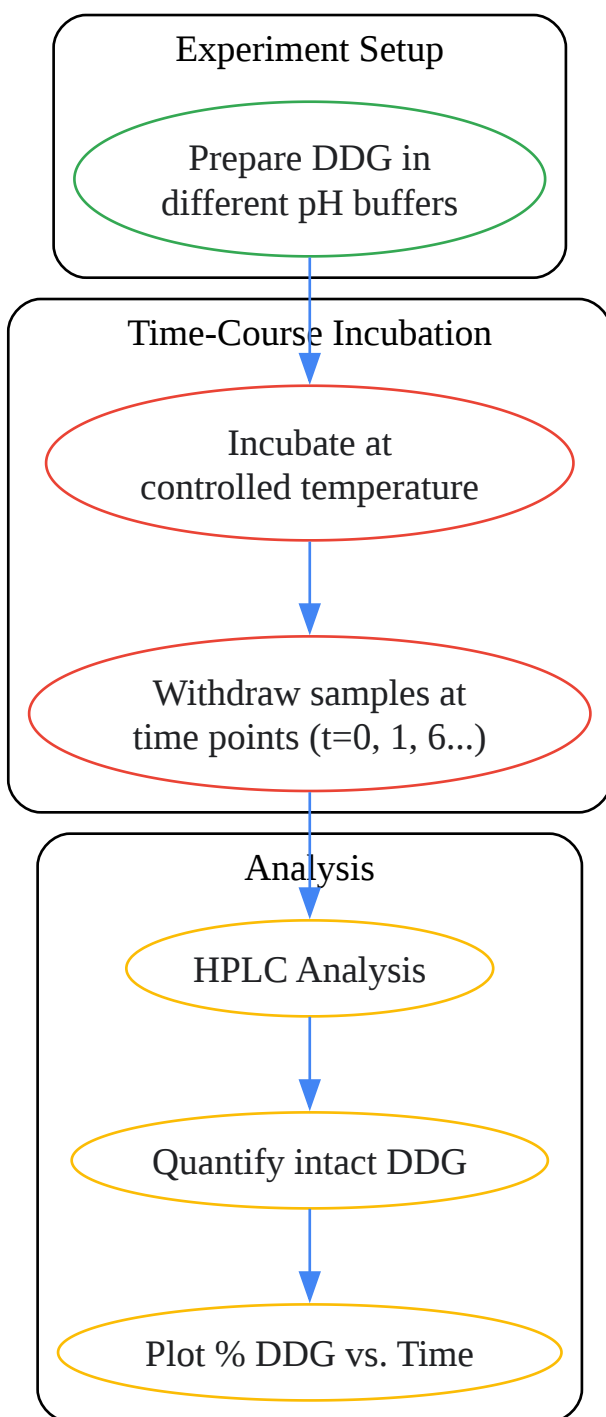 Experiment Setup
Prepare DDG in
different pH buffers
Time-Course Incubation
Incubate at
controlled temperature
Withdraw samples at
time points (t=0, 1, 6...)
Analysis
HPLC Analysis
Quantify intact DDG
Plot % DDG vs. Time